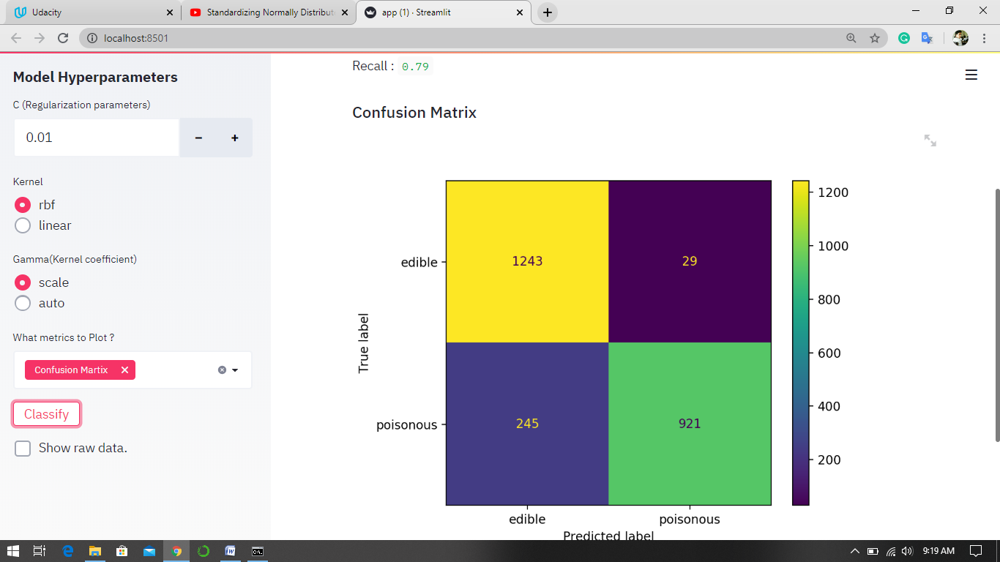 Udacity
Standardizing Normally Distribut
app (1) · Streamlit
localhost:8501
Model Hyperparameters
C (Regularization parameters)
0.01
Kernel
rbf
linear
Gamma(Kernel coefficient)
scale
auto
What metrics to Plot ?
Confusion Martix
Classify
Show raw data.
Recall : 0.79
Confusion Matrix
True label
edible
1243 29
poisonous
245 921
edible poisonous
Predicted label
1200
1000
800
600
400
200
9:19 AM